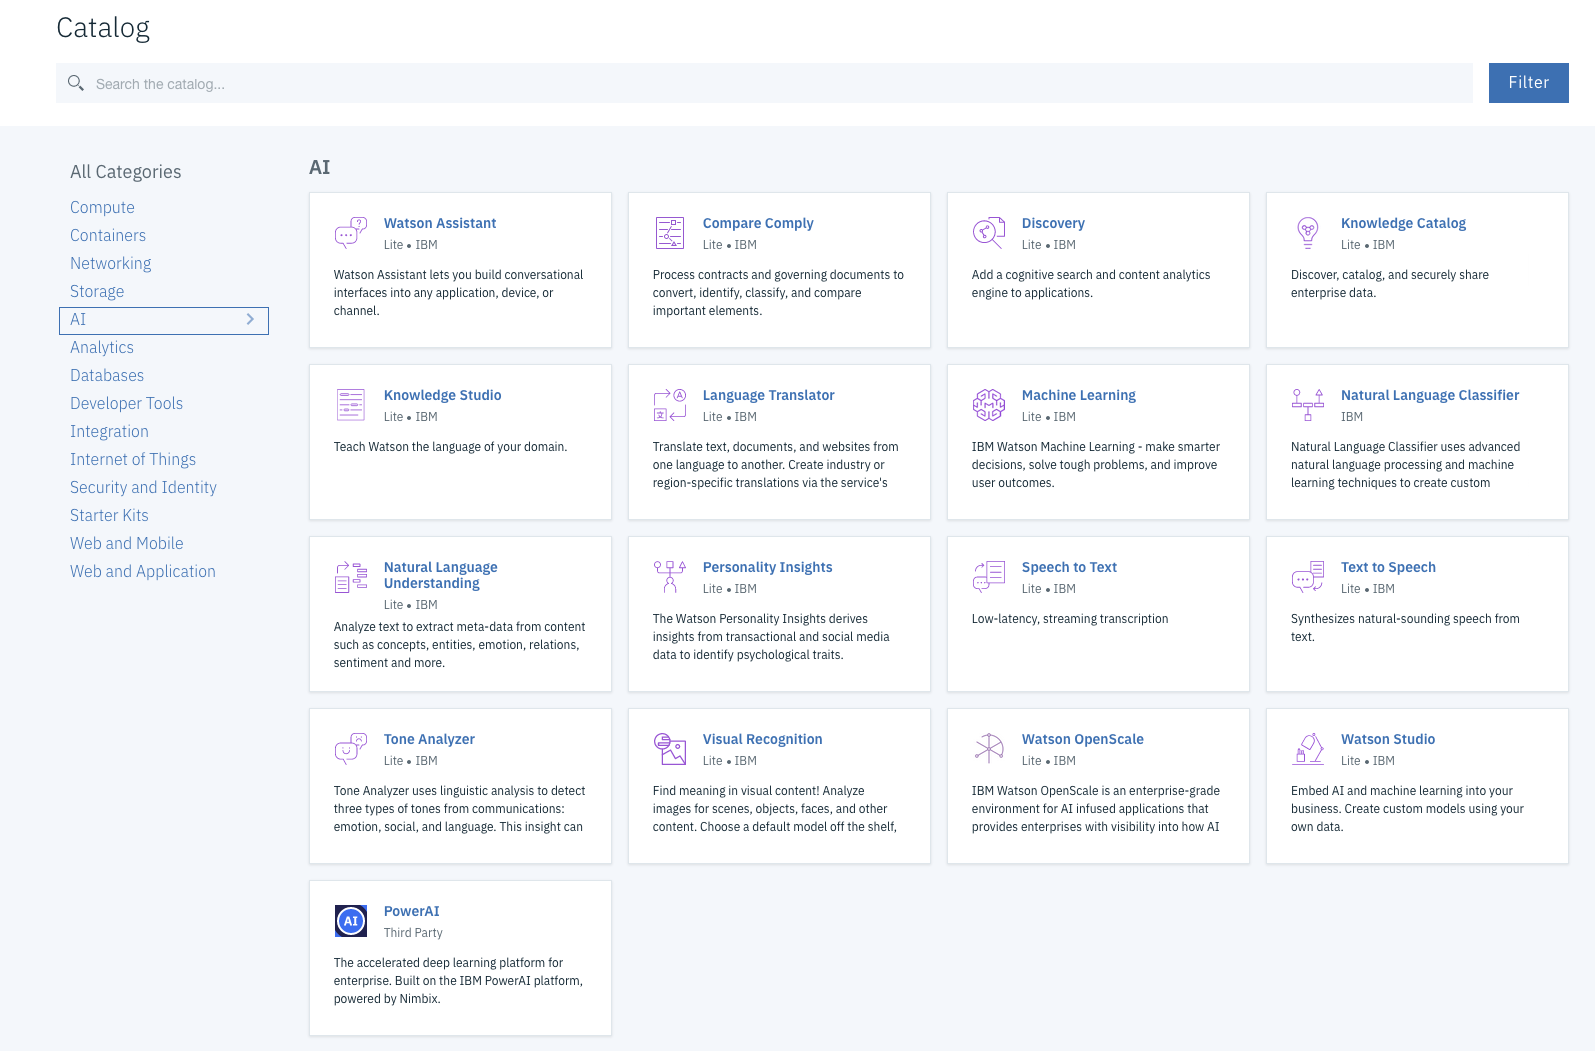 Catalog
Search the catalog...
Filter
All Categories
Compute
Containers
Networking
Storage
AI
Analytics
Databases
Developer Tools
Integration
Internet of Things
Security and Identity
Starter Kits
Web and Mobile
Web and Application
AI
Watson Assistant
Lite • IBM
Watson Assistant lets you build conversational
interfaces into any application, device, or
channel.
Compare Comply
Lite • IBM
Process contracts and governing documents to
convert, identify, classify, and compare
important elements.
Discovery
Lite • IBM
Add a cognitive search and content analytics
engine to applications.
Knowledge Catalog
Lite • IBM
Discover, catalog, and securely share
enterprise data.
Knowledge Studio
Lite • IBM
Teach Watson the language of your domain.
Language Translator
Lite • IBM
Translate text, documents, and websites from
one language to another. Create industry or
region-specific translations via the service's
Machine Learning
Lite • IBM
IBM Watson Machine Learning - make smarter
decisions, solve tough problems, and improve
user outcomes.
Natural Language Classifier
IBM
Natural Language Classifier uses advanced
natural language processing and machine
learning techniques to create custom
Natural Language
Understanding
Lite • IBM
Analyze text to extract meta-data from content
such as concepts, entities, emotion, relations,
sentiment and more.
Personality Insights
Lite • IBM
The Watson Personality Insights derives
insights from transactional and social media
data to identify psychological traits.
Speech to Text
Lite • IBM
Low-latency, streaming transcription
Text to Speech
Lite • IBM
Synthesizes natural-sounding speech from
text.
Tone Analyzer
Lite • IBM
Tone Analyzer uses linguistic analysis to detect
three types of tones from communications:
emotion, social, and language. This insight can
Visual Recognition
Lite • IBM
Find meaning in visual content! Analyze
images for scenes, objects, faces, and other
content. Choose a default model off the shelf,
Watson OpenScale
Lite • IBM
IBM Watson OpenScale is an enterprise-grade
environment for AI infused applications that
provides enterprises with visibility into how AI
Watson Studio
Lite • IBM
Embed AI and machine learning into your
business. Create custom models using your
own data.
AI
PowerAI
Third Party
The accelerated deep learning platform for
enterprise. Built on the IBM PowerAI platform,
powered by Nimbix.